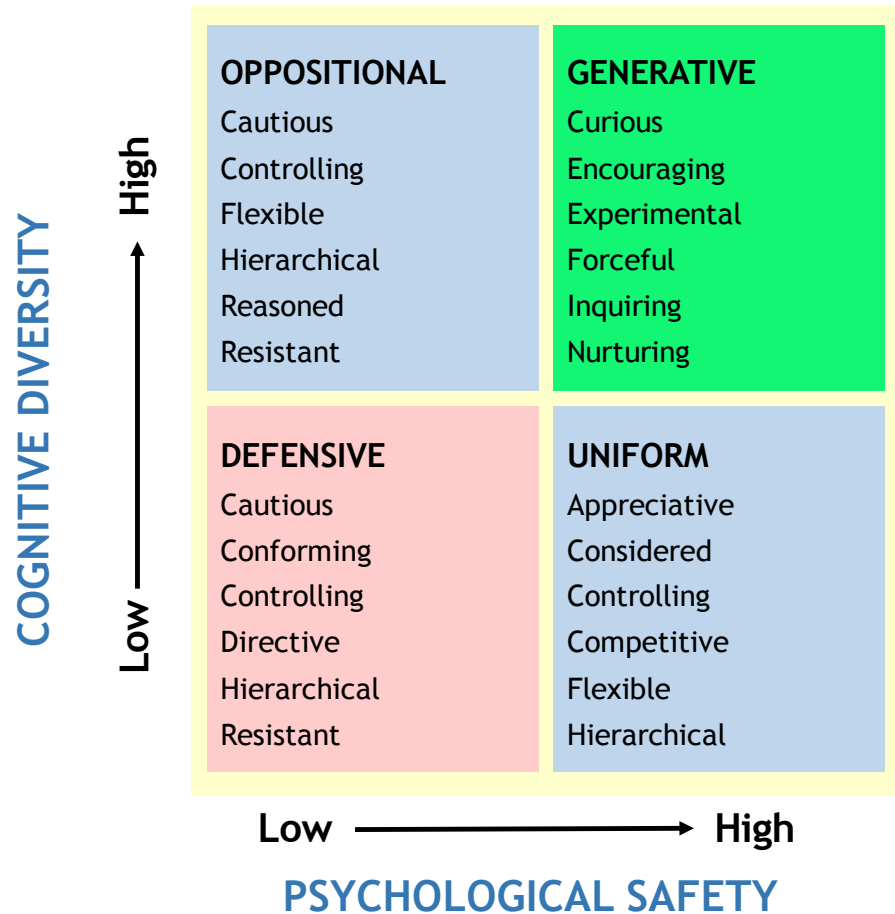 COGNITIVE DIVERSITY
High
Low
OPPOSITIONAL
Cautious
Controlling
Flexible
Hierarchical
Reasoned
Resistant
GENERATIVE
Curious
Encouraging
Experimental
Forceful
Inquiring
Nurturing
DEFENSIVE
Cautious
Conforming
Controlling
Directive
Hierarchical
Resistant
UNIFORM
Appreciative
Considered
Controlling
Competitive
Flexible
Hierarchical
Low
High
PSYCHOLOGICAL SAFETY